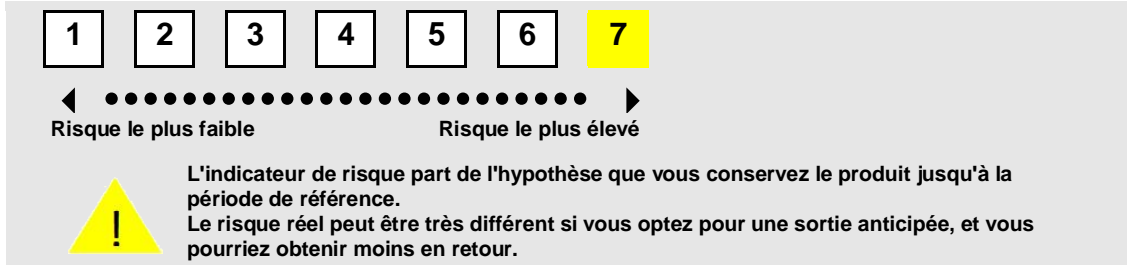 1 2 3 4 5 6 7
Risque le plus faible Risque le plus élevé
L'indicateur de risque part de l'hypothèse que vous conservez le produit jusqu'à la
période de référence.
Le risque réel peut être très différent si vous optez pour une sortie anticipée, et vous
pourriez obtenir moins en retour.
!